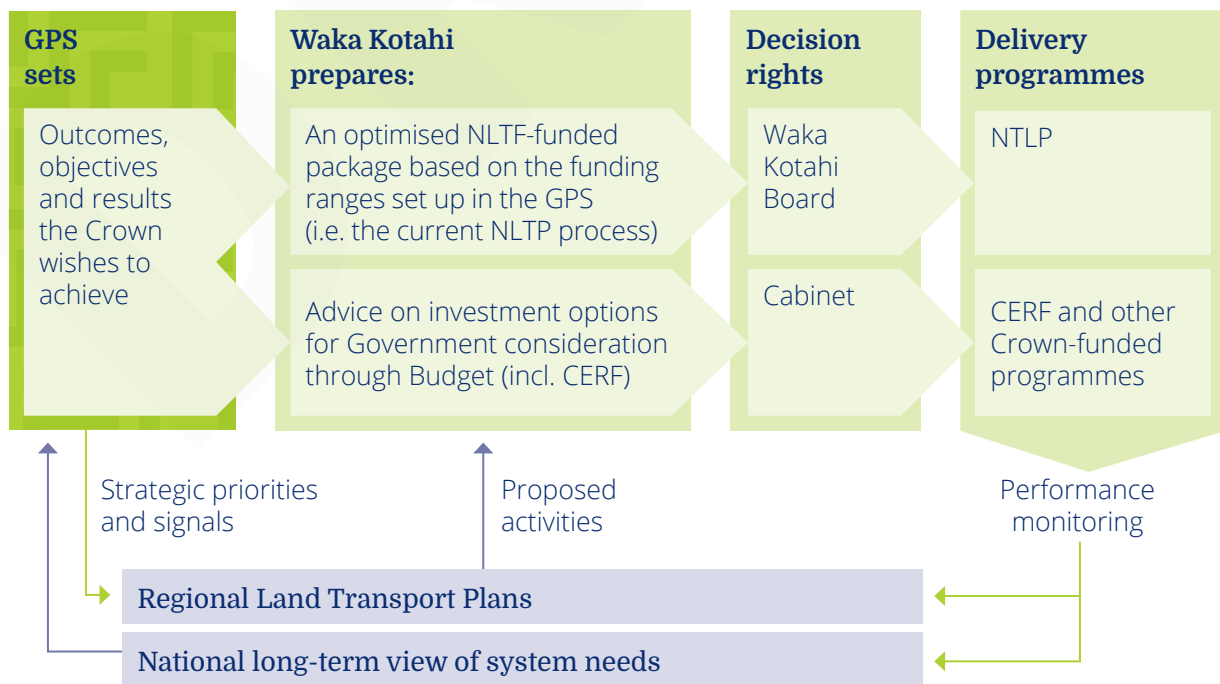 GPS
sets
Outcomes,
objectives
and results
the Crown
wishes to
achieve
Waka Kotahi
prepares:
An optimised NLTF-funded
package based on the funding
ranges set up in the GPS
(i.e. the current NLTP process)
Advice on investment options
for Government consideration
through Budget (incl. CERF)
Decision
rights
Waka
Kotahi
Board
Cabinet
Delivery
programmes
NTLP
CERF and other
Crown-funded
programmes
Strategic priorities
and signals
Proposed
activities
Performance
monitoring
Regional Land Transport Plans
National long-term view of system needs